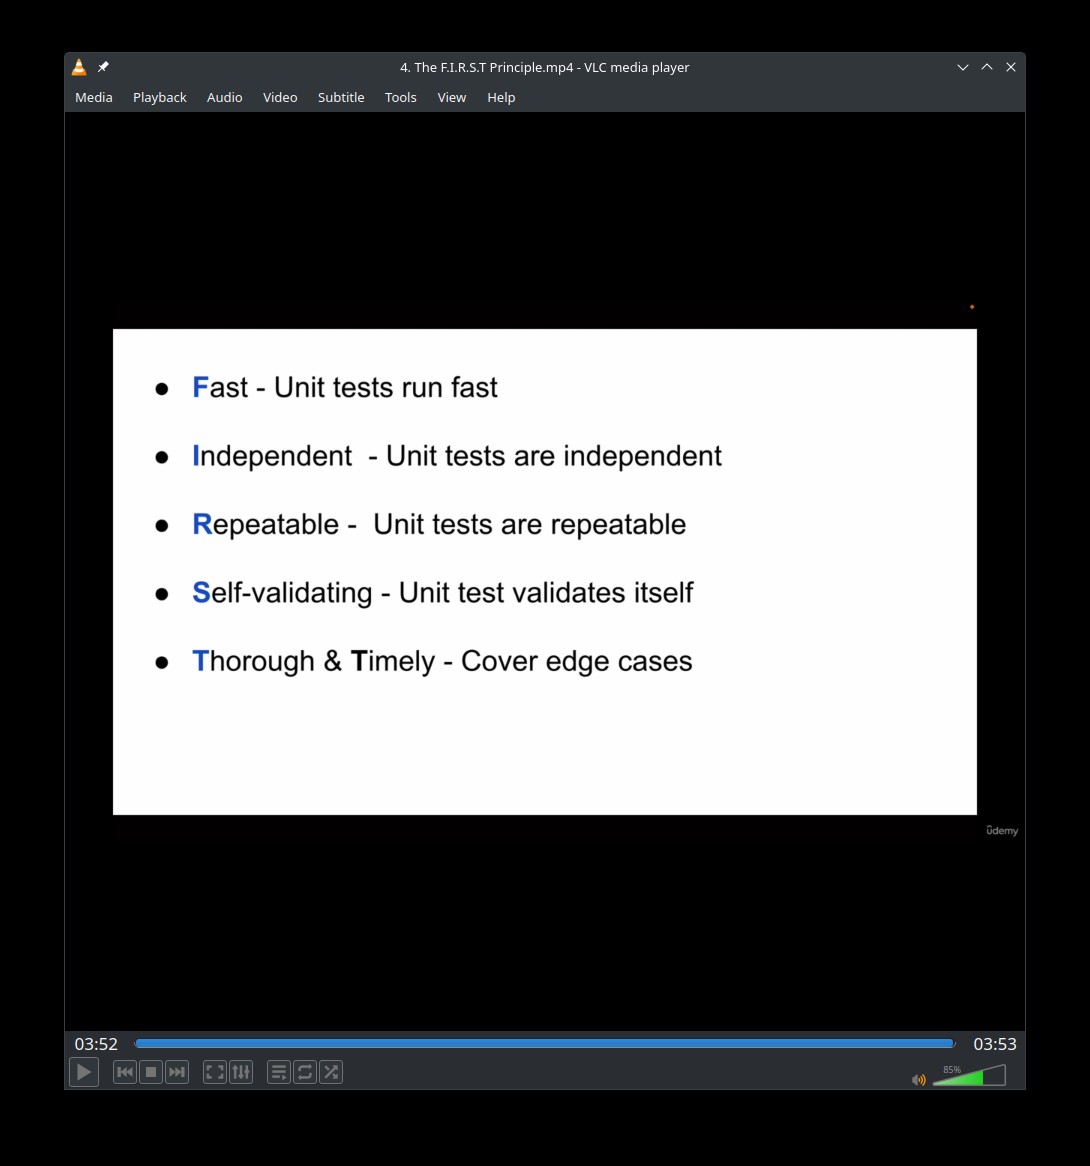 4. The F.I.R.S.T Principle.mp4 - VLC media player
Media Playback Audio Video Subtitle Tools View Help
● Fast - Unit tests run fast
● Independent - Unit tests are independent
● Repeatable - Unit tests are repeatable
● Self-validating - Unit test validates itself
● Thorough & Timely - Cover edge cases
ûdemy
03:52 03:53
85%